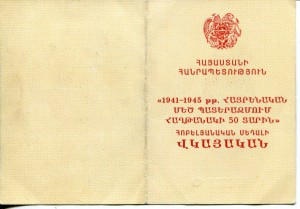 ՀԱՅԱՍՏԱՆԻ
ՀԱՆՐԱՊԵՏՈՒԹՅՈՒՆ
«1941-1945 թթ. ՀԱՅՐԵՆԱԿԱՆ
ՄԵԾ ՊԱՏԵՐԱԶՄՈՒՄ
ՀԱՂԹԱՆԱԿԻ 50 ՏԱՐԻՆ»
ՀՈԲԵԼՅԱՆԱԿԱՆ ՄԵԴԱԼԻ
ՎԿԱՅԱԿԱՆ